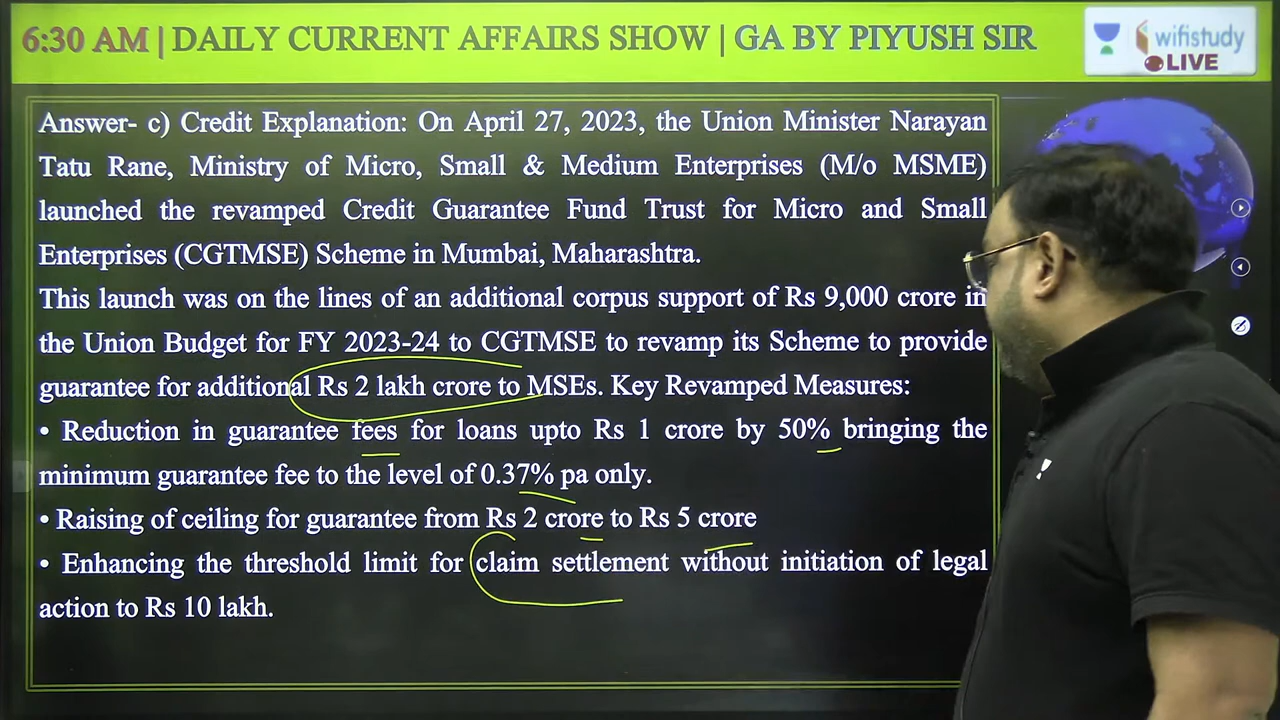 6:30 AM | DAILY CURRENT AFFAIRS SHOW | GA BY PIYUSH SIR
wifistudy
LIVE
Answer- c) Credit Explanation: On April 27, 2023, the Union Minister Narayan
Tatu Rane, Ministry of Micro, Small & Medium Enterprises (M/o MSME)
launched the revamped Credit Guarantee Fund Trust for Micro and Small
Enterprises (CGTMSE) Scheme in Mumbai, Maharashtra.
This launch was on the lines of an additional corpus support of Rs 9,000 crore in
the Union Budget for FY 2023-24 to CGTMSE to revamp its Scheme to provide
guarantee for additional Rs 2 lakh crore to MSEs. Key Revamped Measures:
• Reduction in guarantee fees for loans upto Rs 1 crore by 50% bringing the
minimum guarantee fee to the level of 0.37% pa only.
• Raising of ceiling for guarantee from Rs 2 crore to Rs 5 crore
• Enhancing the threshold limit for claim settlement without initiation of legal
action to Rs 10 lakh.